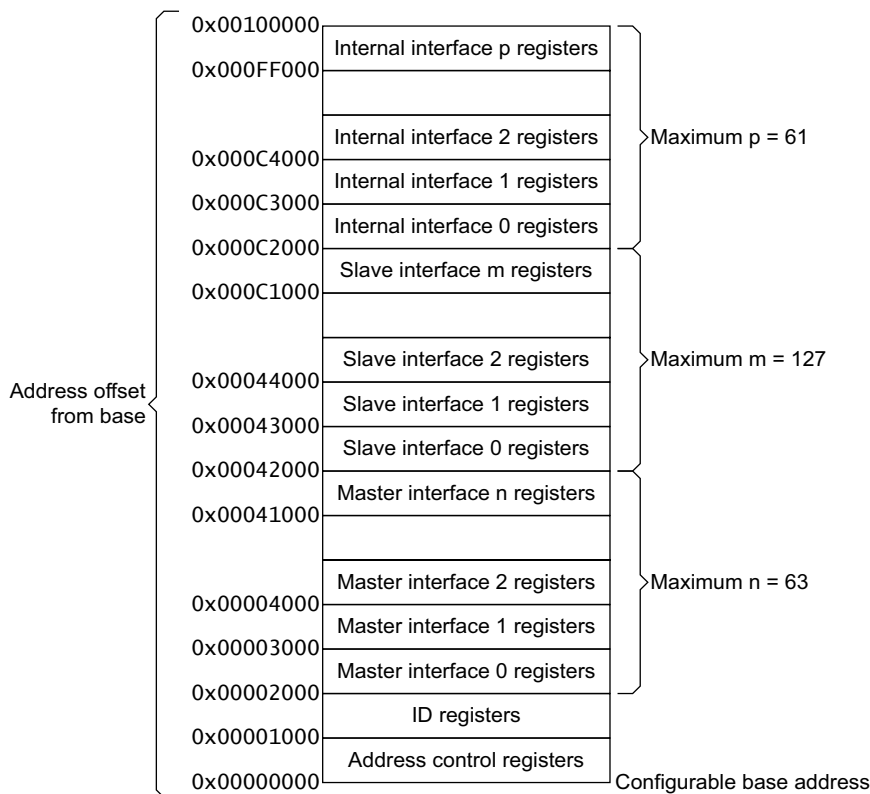 0x00100000
Internal interface p registers
0x000FF000
Internal interface 2 registers
Maximum p = 61
0x000C4000
Internal interface 1 registers
0x000C3000
Internal interface 0 registers
0x000C2000
Slave interface m registers
0x000C1000
Slave interface 2 registers
Maximum m = 127
0x00044000
Address offset
from base
Slave interface 1 registers
0x00043000
Slave interface 0 registers
0x00042000
Master interface n registers
0x00041000
Master interface 2 registers
Maximum n = 63
0x00004000
Master interface 1 registers
0x00003000
Master interface 0 registers
0x00002000
ID registers
0x00001000
Address control registers
0x00000000
Configurable base address